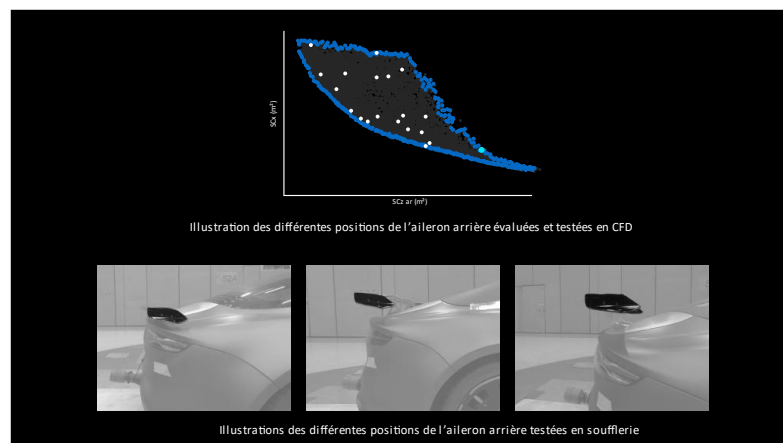 SCx (m²)
SCz ar (m²)
Illustration des différentes positions de l'aileron arrière évaluées et testées en CFD
Illustrations des différentes positions de l'aileron arrière testées en soufflerie